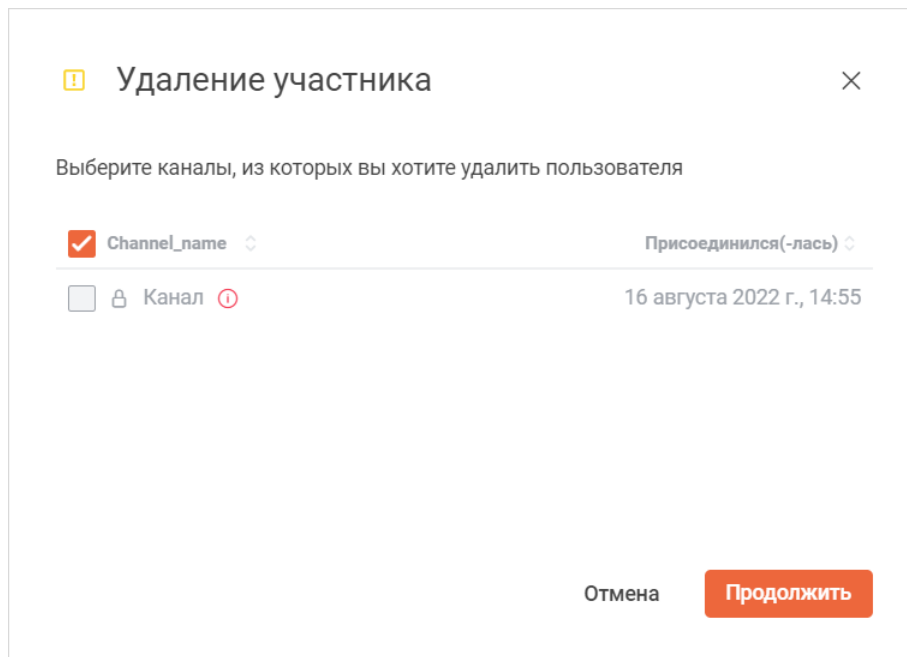 Удаление участника
Выберите каналы, из которых вы хотите удалить пользователя
Channel_name Присоединился(-лась)
Канал 16 августа 2022 г., 14:55
Отмена Продолжить